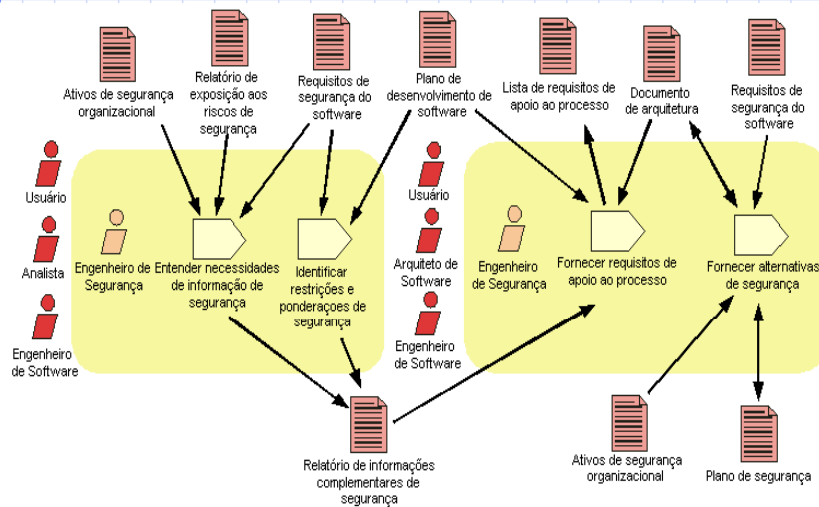 Ativos de segurança
organizacional
Relatório de
exposição aos
riscos de
segurança
Requisitos de
segurança do
software
Plano de
desenvolvimento de
software
Lista de requisitos de
apoio ao processo
Documento
de arquitetura
Requisitos de
segurança do
software
Usuário
Analista
Engenheiro
de Software
Engenheiro de
Segurança
Entender necessidades
de informação de
segurança
Identificar
restrições e
ponderaçoes de
segurança
Usuário
Arquiteto de
Software
Engenheiro
de Software
Engenheiro
de Segurança
Fornecer requisitos de
apoio ao processo
Fornecer alternativas
de segurança
Relatório de informações
complementares de
segurança
Ativos de segurança
organizacional
Plano de segurança